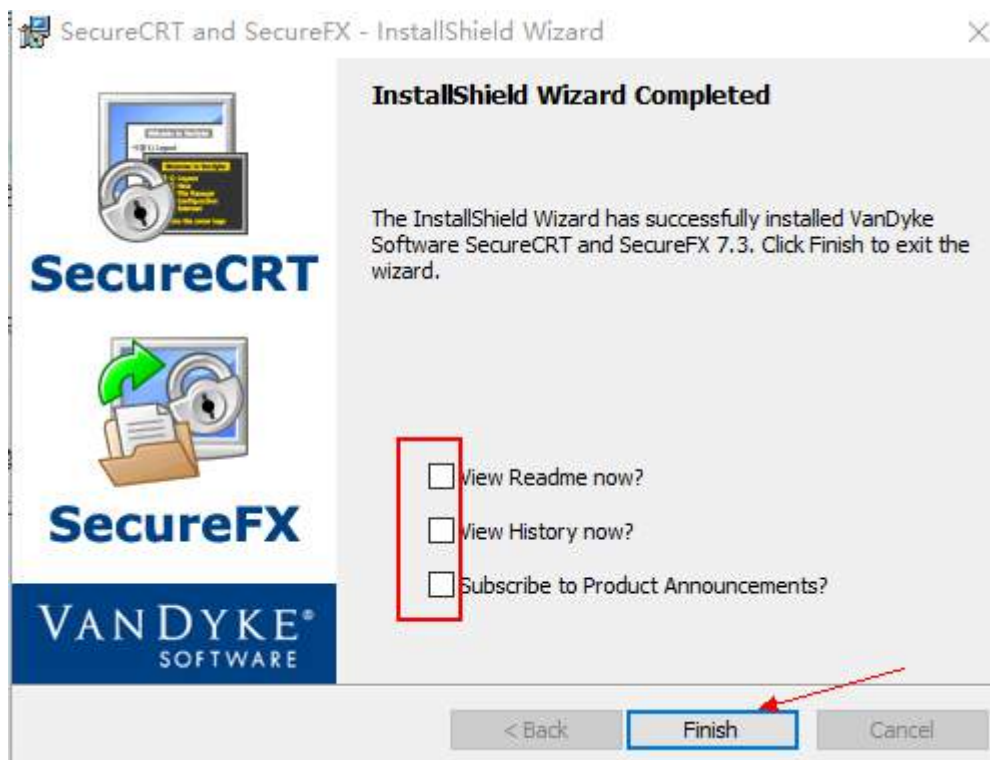 SecureCRT and SecureFX - InstallShield Wizard
InstallShield Wizard Completed
The InstallShield Wizard has successfully installed VanDyke
Software SecureCRT and SecureFX 7.3. Click Finish to exit the
wizard.
SecureCRT
SecureFX
View Readme now?
View History now?
Subscribe to Product Announcements?
VANDYKE®
SOFTWARE
< Back
Finish
Cancel